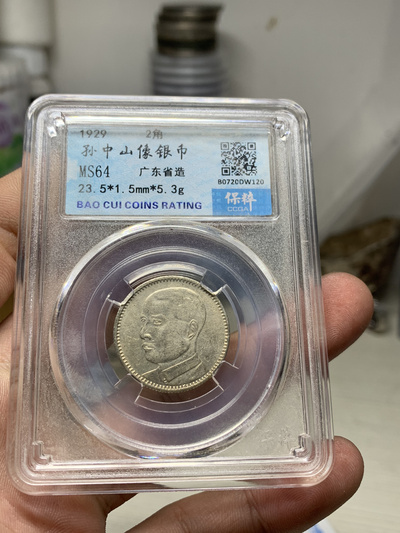 1929 2角
孙中山像银币
MS64 广东省造
23.5*1.5mm*5.3g
BAO CUI COINS RATING
B0720DW120
保粹
CCGA